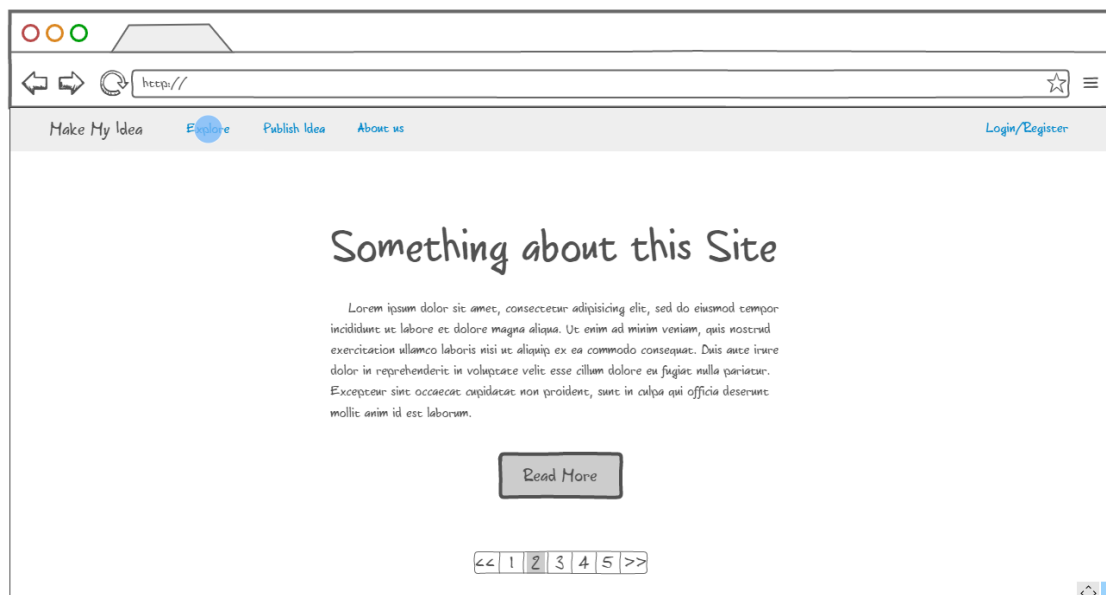 http://
Make My Idea Explore Publish Idea About us Login/Register
Something about this Site
Lorem ipsum dolor sit amet, consectetur adipisicing elit, sed do eiusmod tempor
incididunt ut labore et dolore magna aliqua. Ut enim ad minim veniam, quis nostrud
exercitation ullamco laboris nisi ut aliquip ex ea commodo consequat. Duis aute irure
dolor in reprehenderit in voluptate velit esse cillum dolore eu fugiat nulla pariatur.
Excepteur sint occaecat cupidatat non proident, sunt in culpa qui officia deserunt
mollit anim id est laborum.
Read More
<< 1 2 3 4 5 >>